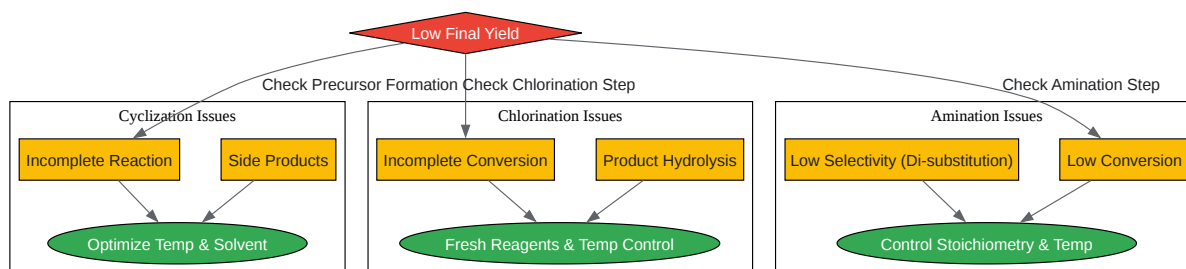 Low Final Yield
Check Precursor Formation
Check Chlorination Step
Check Amination Step
Cyclization Issues
Chlorination Issues
Amination Issues
Incomplete Reaction
Side Products
Incomplete Conversion
Product Hydrolysis
Low Selectivity (Di-substitution)
Low Conversion
Optimize Temp & Solvent
Fresh Reagents & Temp Control
Control Stoichiometry & Temp